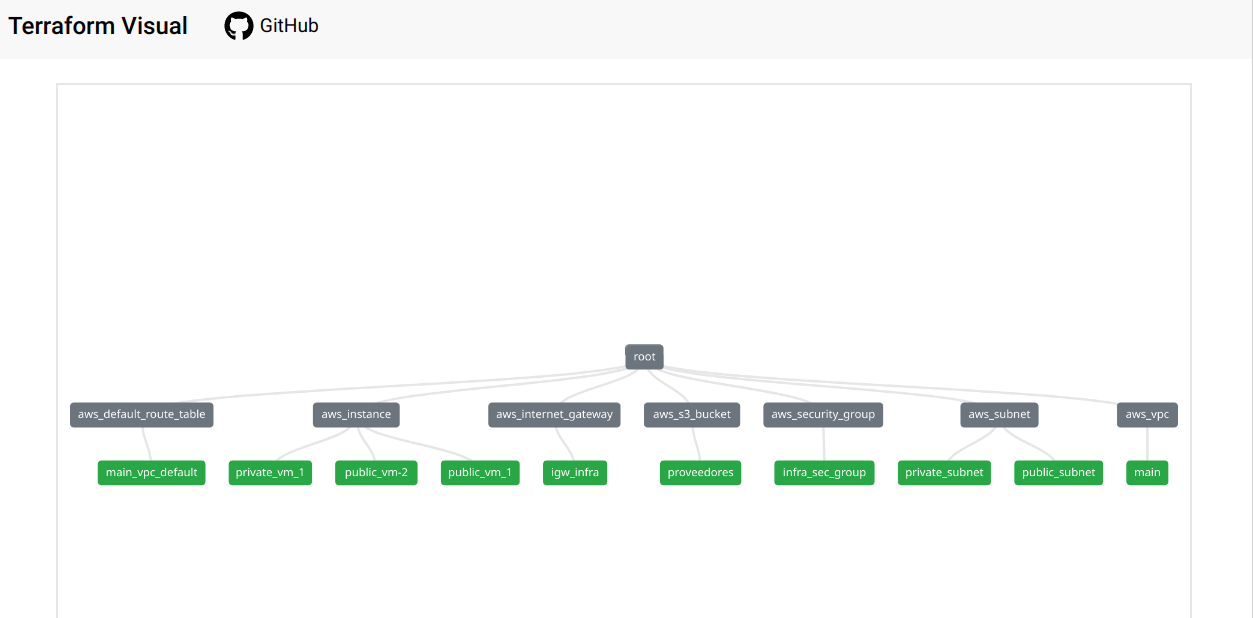 Terraform Visual GitHub
root
aws_default_route_table aws_instance aws_internet_gateway aws_s3_bucket aws_security_group aws_subnet aws_vpc
main_vpc_default private_vm_1 public_vm-2 public_vm_1 igw_infra proveedores infra_sec_group private_subnet public_subnet main